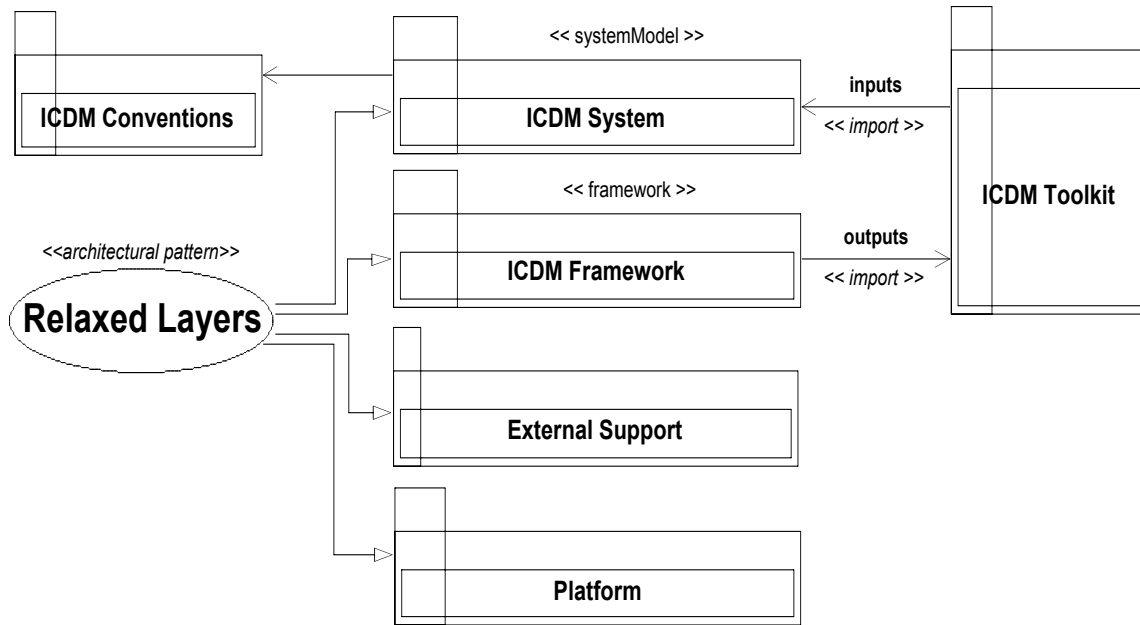 << systemModel >>
ICDM Conventions
ICDM System
inputs
<< import >>
ICDM Toolkit
<< framework >>
ICDM Framework
outputs
<< import >>
<<architectural pattern>>
Relaxed Layers
External Support
Platform